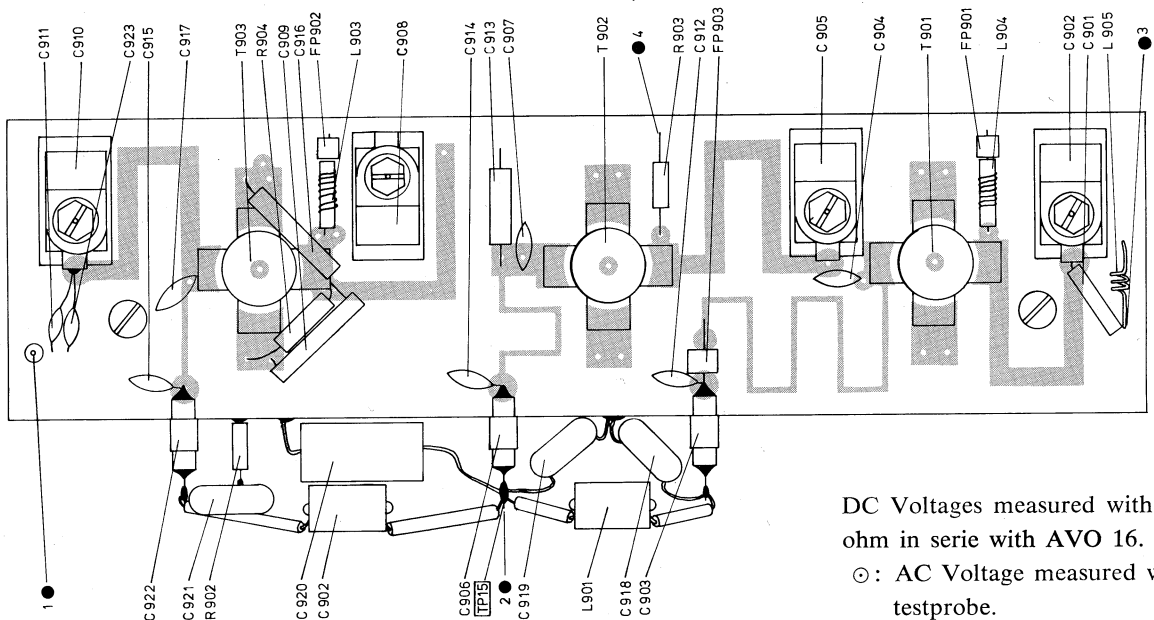 C911
C910
C923
C915
C917
T903
R904
C909
C916
FP902
L903
C908
C914
C913
C907
T902
4
R903
C912
FP903
C905
C904
T901
FP901
L904
C902
C901
L905
3
1
C922
C921
R902
C920
C902
C906
TP15
2
C919
L901
C918
C903
DC Voltages measured with
ohm in serie with AVO 16.
⊙: AC Voltage measured w
testprobe.